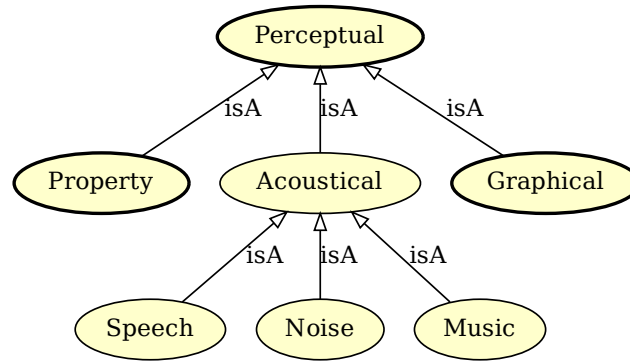 Perceptual
isA isA isA
Property Acoustical Graphical
isA isA isA
Speech Noise Music